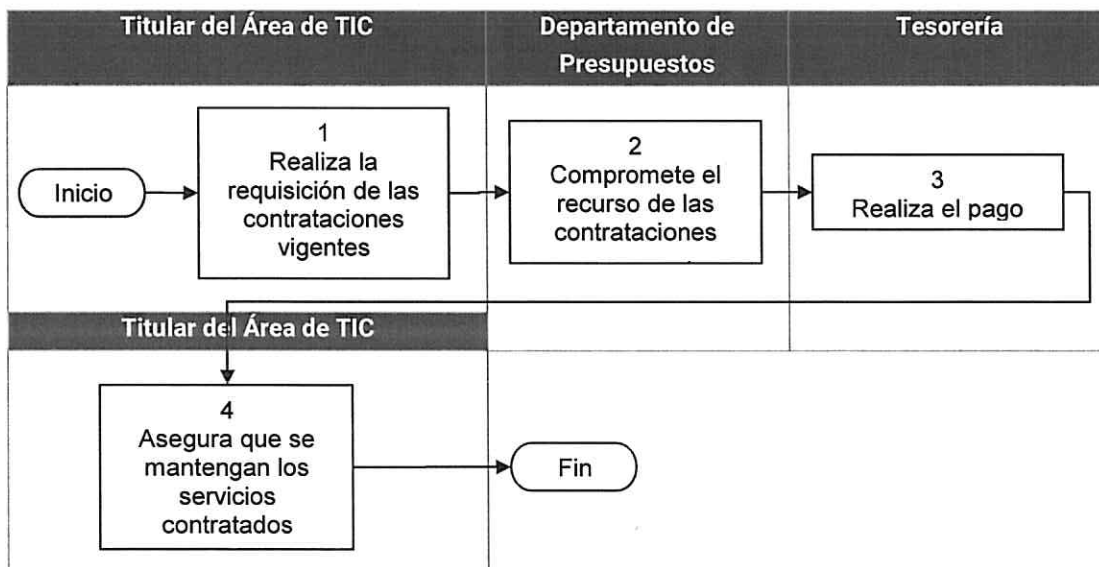 Titular del Área de TIC
Departamento de
Presupuestos
Tesorería
Inicio
1
Realiza la
requisición de las
contrataciones
vigentes
2
Compromete el
recurso de las
contrataciones
3
Realiza el pago
Titular del Área de TIC
4
Asegura que se
mantengan los
servicios
contratados
Fin